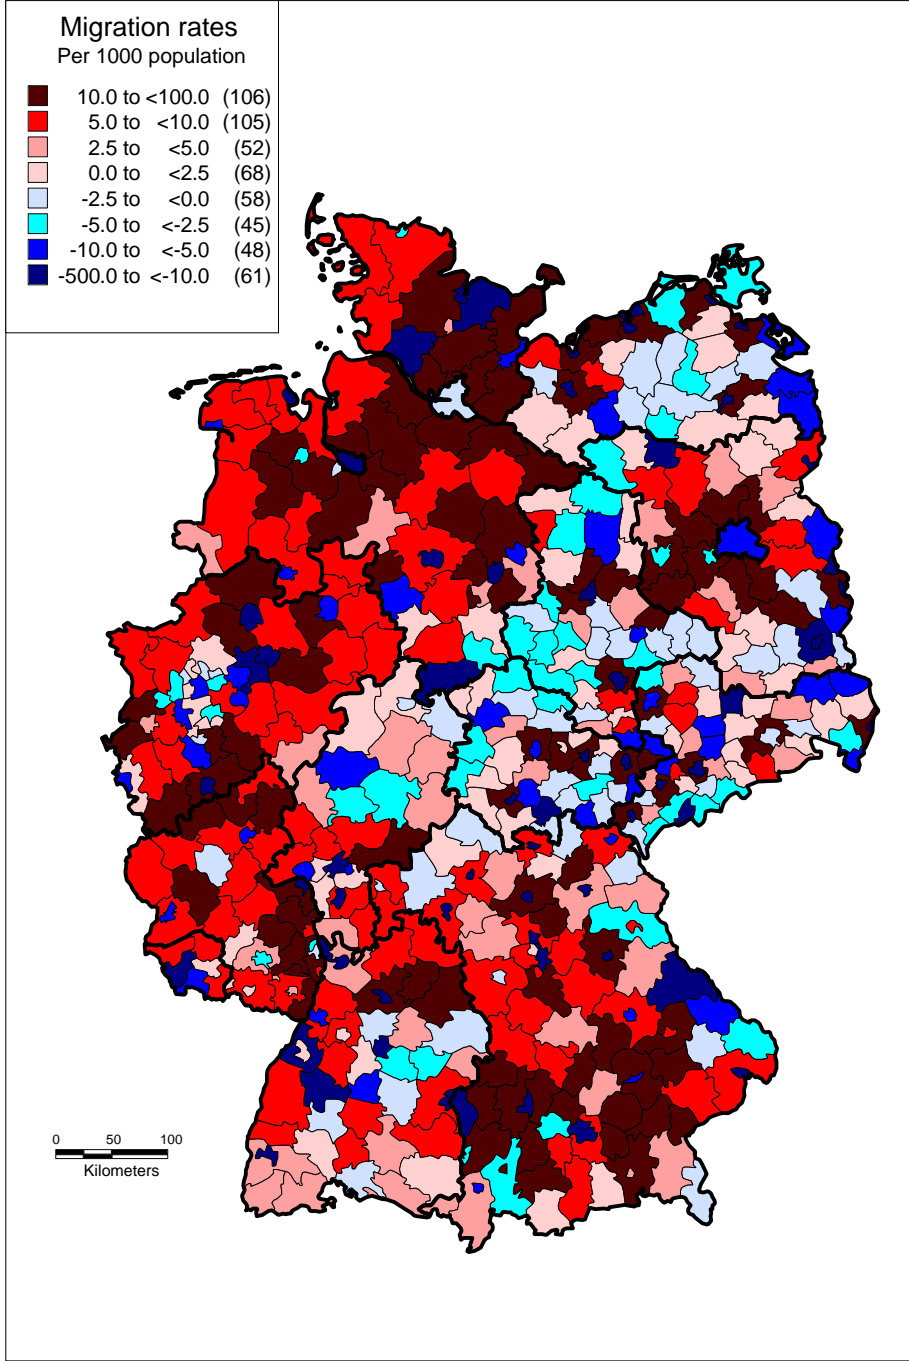 Migration rates
Per 1000 population
10.0 to <100.0 (106)
5.0 to <10.0 (105)
2.5 to <5.0 (52)
0.0 to <2.5 (68)
-2.5 to <0.0 (58)
-5.0 to <-2.5 (45)
-10.0 to <-5.0 (48)
-500.0 to <-10.0 (61)
0 50 100
Kilometers